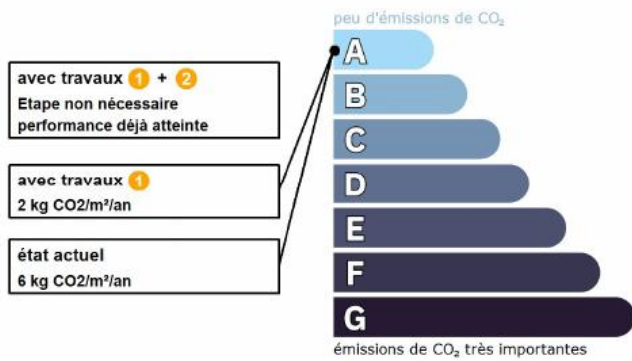 peu d'émissions de CO₂
A
B
C
D
E
F
G
émissions de CO₂ très importantes
avec travaux 1 + 2
Etape non nécessaire
performance déjà atteinte
avec travaux 1
2 kg CO2/m²/an
état actuel
6 kg CO2/m²/an